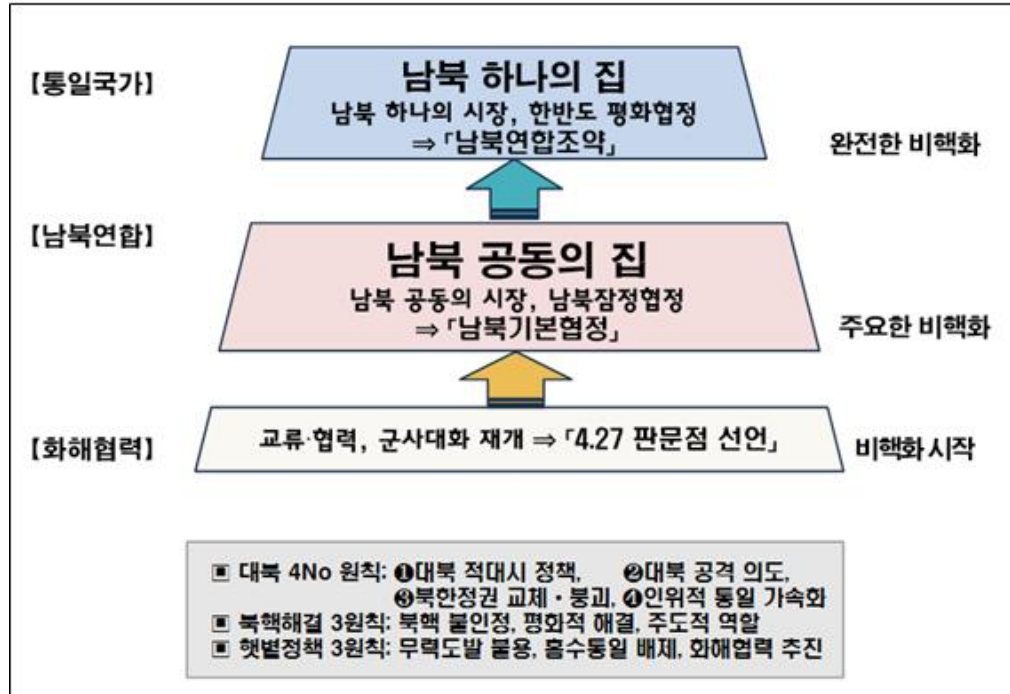 【통일국가】
남북 하나의 집
남북 하나의 시장, 한반도 평화협정
⇒ ｢남북연합조약｣
완전한 비핵화
【남북연합】
남북 공동의 집
남북 공동의 시장, 남북잠정협정
⇒ ｢남북기본협정｣
주요한 비핵화
【화해협력】
교류·협력, 군사대화 재개 ⇒ ｢4.27 판문점 선언｣
비핵화 시작
▣ 대북 4No 원칙: ❶대북 적대시 정책, ❷대북 공격 의도,
❸북한정권 교체・붕괴, ❹인위적 통일 가속화
▣ 북핵해결 3원칙: 북핵 불인정, 평화적 해결, 주도적 역할
▣ 햇볕정책 3원칙: 무력도발 불용, 흡수통일 배제, 화해협력 추진